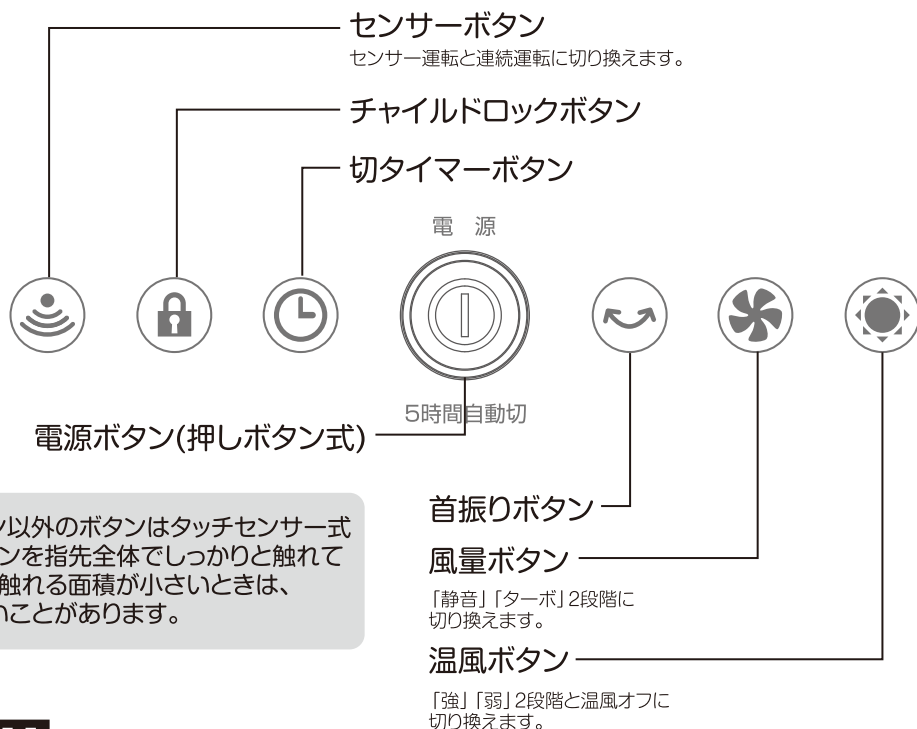 センサーボタン
センサー運転と連続運転に切り換えます。
チャイルドロックボタン
切タイマーボタン
電 源
5時間自動切
電源ボタン(押しボタン式)
ン以外のボタンはタッチセンサー式
ンを指先全体でしっかりと触れて
触れる面積が小さいときは、
いことがあります。
首振りボタン
風量ボタン
「静音」「ターボ」2段階に
切り換えます。
温風ボタン
「強」「弱」2段階と温風オフに
切り換えます。